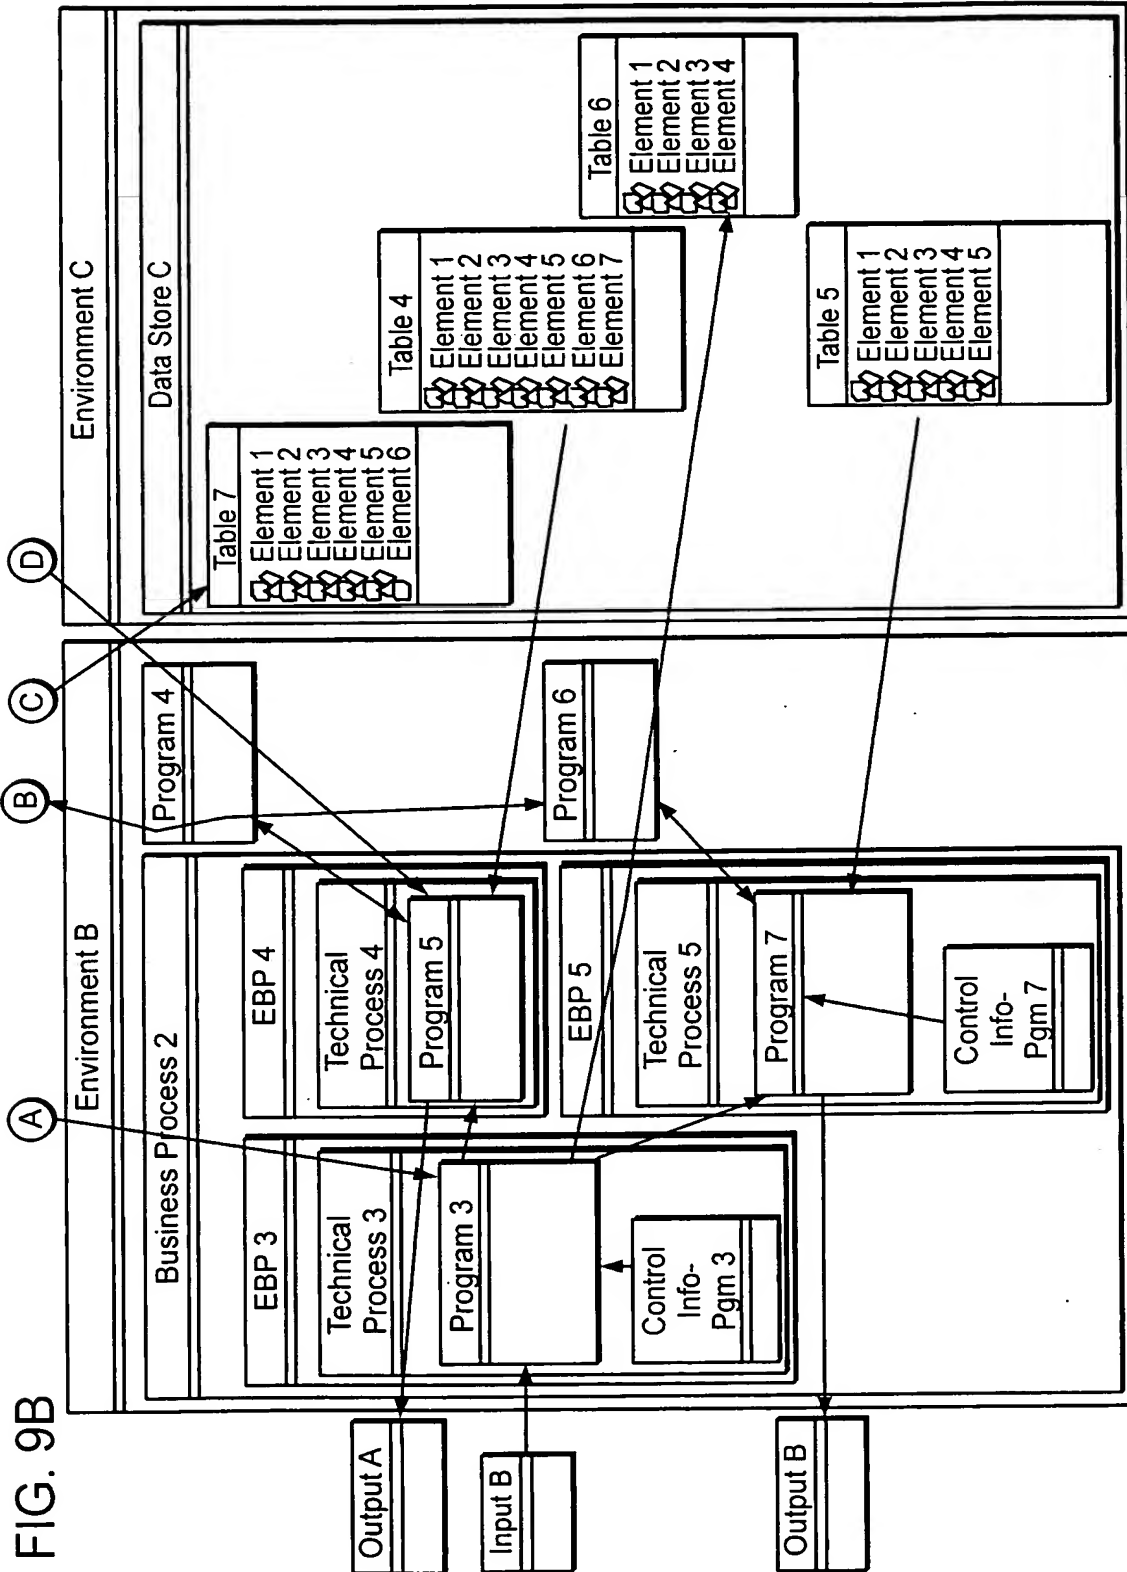 FIG. 9B
A
B
C
D
Environment B
Business Process 2
EBP 3
Technical
Process 3
Program 3
Control
Info-
Pgm 3
EBP 4
Technical
Process 4
Program 5
EBP 5
Technical
Process 5
Program 7
Control
Info-
Pgm 7
Program 4
Program 6
Output A
Input B
Output B
Environment C
Data Store C
Table 7
Element 1
Element 2
Element 3
Element 4
Element 5
Element 6
Table 4
Element 1
Element 2
Element 3
Element 4
Element 5
Element 6
Element 7
Table 6
Element 1
Element 2
Element 3
Element 4
Table 5
Element 1
Element 2
Element 3
Element 4
Element 5